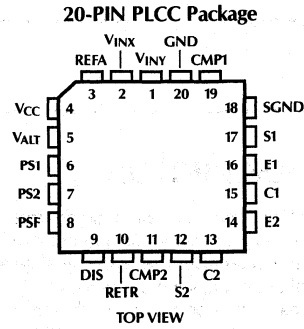 20-PIN PLCC Package
VINX GND
REFA VINY CMP1
3 2 1 20 19
VCC 4 18 SGND
VALT 5 17 S1
PS1 6 16 E1
PS2 7 15 C1
PSF 8 14 E2
9 10 11 12 13
DIS CMP2 C2
RETR S2
TOP VIEW